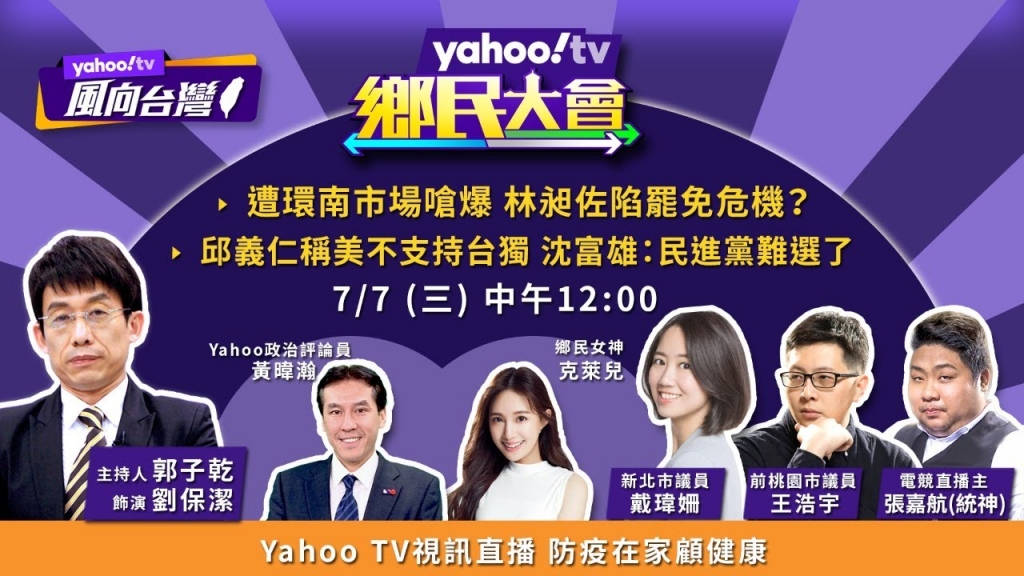 yahoo!tv
風向台灣
yahoo!tv
鄉民大會
遭環南市場嗆爆 林昶佐陷罷免危機?
邱義仁稱美不支持台獨 沈富雄:民進黨難選了
7/7 (三) 中午12:00
Yahoo政治評論員
黃暐瀚
鄉民女神
克萊兒
主持人 郭子乾
飾演 劉保潔
新北市議員
戴瑋姍
前桃園市議員
王浩宇
電競直播主
張嘉航(統神)
Yahoo TV視訊直播 防疫在家顧健康